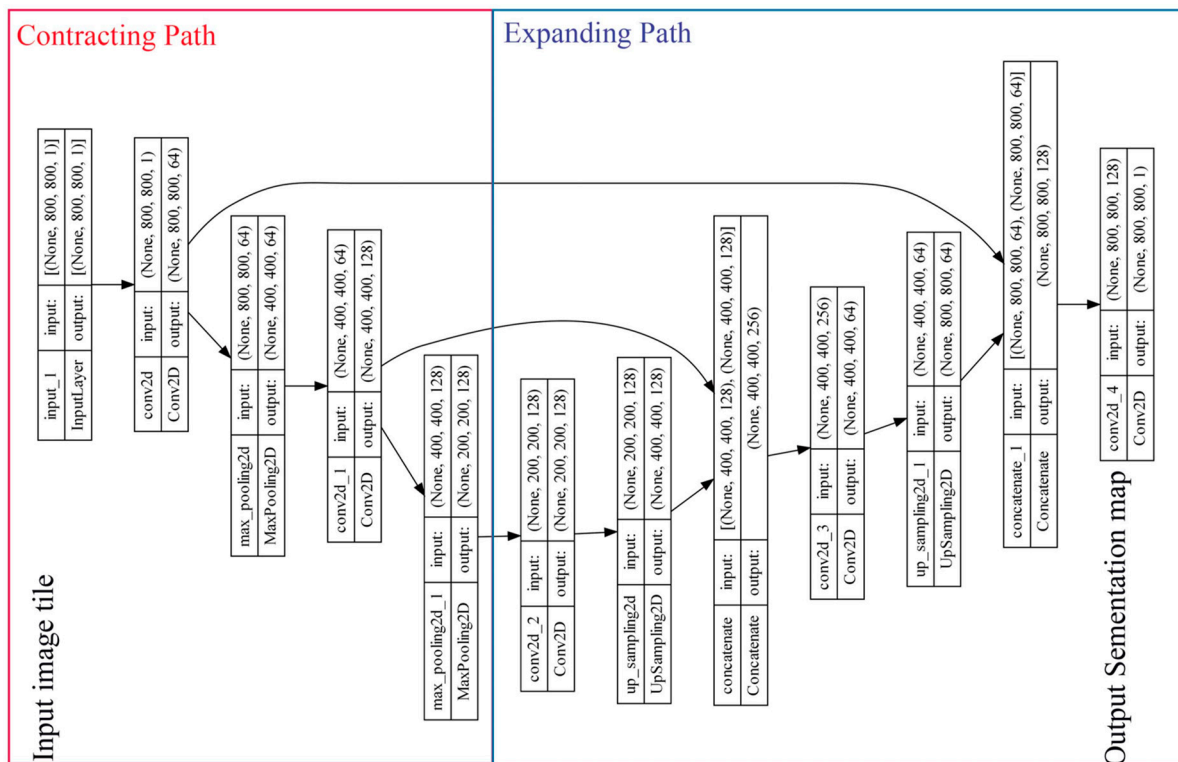 Contracting Path
Expanding Path
Input image tile
input_1 input: [(None, 800, 800, 1)]
InputLayer output: [(None, 800, 800, 1)]
conv2d input: (None, 800, 800, 1)
Conv2D output: (None, 800, 800, 64)
max_pooling2d input: (None, 800, 800, 64)
MaxPooling2D output: (None, 400, 400, 64)
conv2d_1 input: (None, 400, 400, 64)
Conv2D output: (None, 400, 400, 128)
max_pooling2d_1 input: (None, 400, 400, 128)
MaxPooling2D output: (None, 200, 200, 128)
conv2d_2 input: (None, 200, 200, 128)
Conv2D output: (None, 200, 200, 128)
up_sampling2d input: (None, 200, 200, 128)
UpSampling2D output: (None, 400, 400, 128)
concatenate input: [(None, 400, 400, 128), (None, 400, 400, 128)]
Concatenate output: (None, 400, 400, 256)
conv2d_3 input: (None, 400, 400, 256)
Conv2D output: (None, 400, 400, 64)
up_sampling2d_1 input: (None, 400, 400, 64)
UpSampling2D output: (None, 800, 800, 64)
concatenate_1 input: [(None, 800, 800, 64), (None, 800, 800, 64)]
Concatenate output: (None, 800, 800, 128)
conv2d_4 input: (None, 800, 800, 128)
Conv2D output: (None, 800, 800, 1)
Output Sementation map